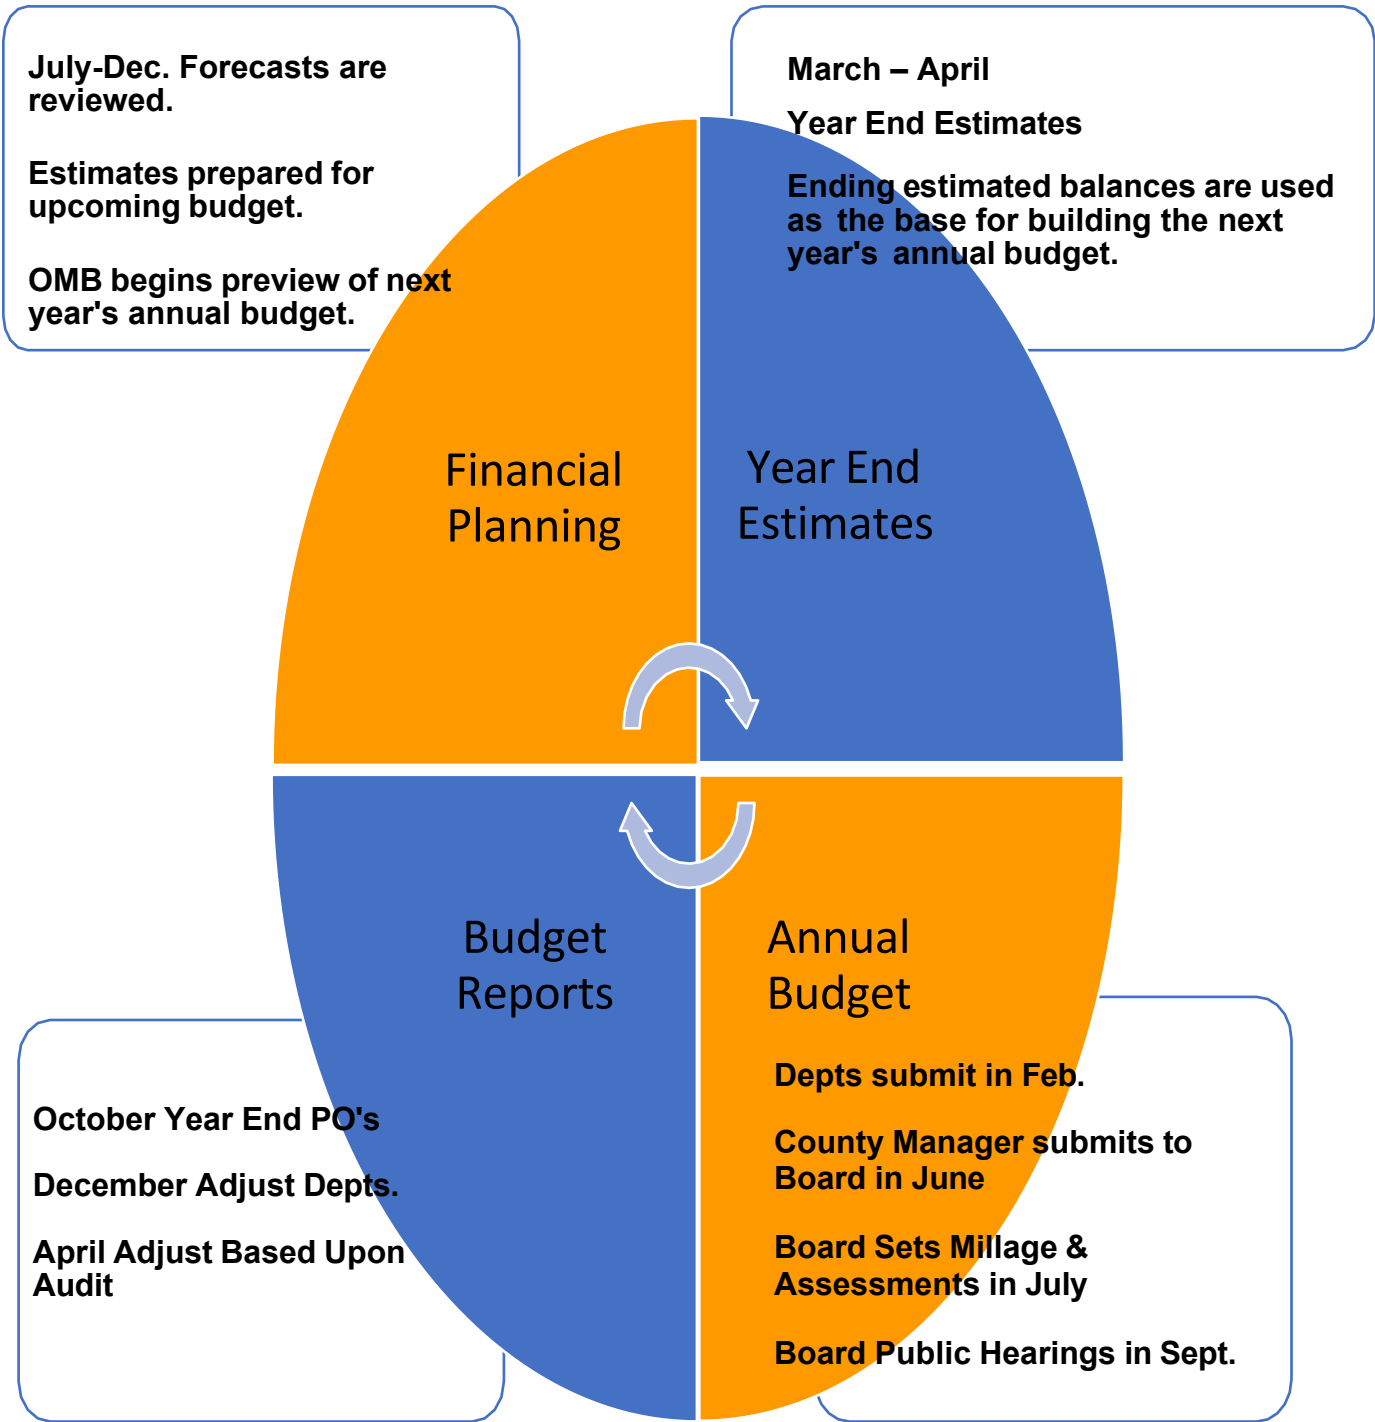 July-Dec. Forecasts are
reviewed.
Estimates prepared for
upcoming budget.
OMB begins preview of next
year's annual budget.
March – April
Year End Estimates
Ending estimated balances are used
as the base for building the next
year's annual budget.
Financial
Planning
Year End
Estimates
Budget
Reports
Annual
Budget
October Year End PO's
December Adjust Depts.
April Adjust Based Upon
Audit
Depts submit in Feb.
County Manager submits to
Board in June
Board Sets Millage &
Assessments in July
Board Public Hearings in Sept.